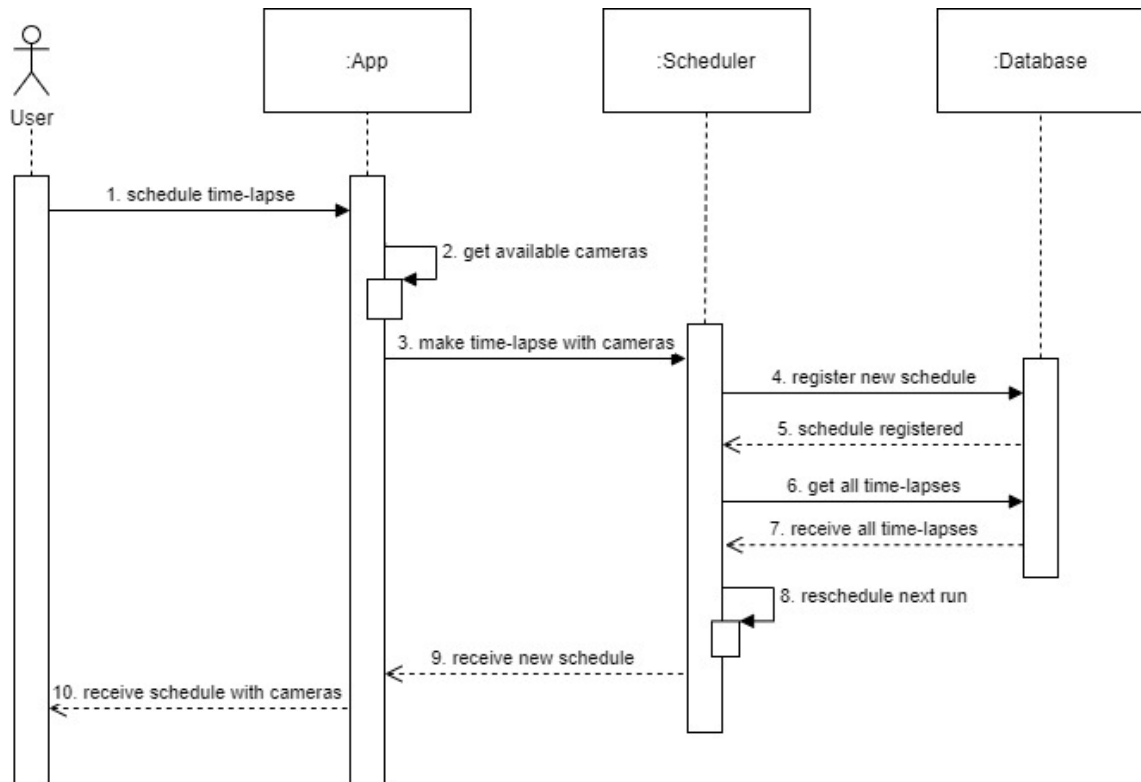 :App
:Scheduler
:Database
User
1. schedule time-lapse
2. get available cameras
3. make time-lapse with cameras
4. register new schedule
5. schedule registered
6. get all time-lapses
7. receive all time-lapses
8. reschedule next run
9. receive new schedule
10. receive schedule with cameras